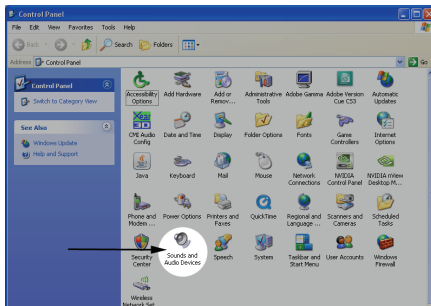 Control Panel
File Edit View Favorites Tools Help
Back Search Folders
Address Control Panel Go
Control Panel
Switch to Category View
See Also
Windows Update
Help and Support
Accessibility Options
Add Hardware
Add or Remov...
Administrative Tools
Adobe Gamma
Adobe Version Cue CS3
Automatic Updates
CMI Audio Config
Date and Time
Display
Folder Options
Fonts
Game Controllers
Internet Options
Java
Keyboard
Mail
Mouse
Network Connections
NVIDIA Control Panel
NVIDIA nView Desktop M...
Phone and Modem ...
Power Options
Printers and Faxes
QuickTime
Regional and Language ...
Scanners and Cameras
Scheduled Tasks
Security Center
Sounds and Audio Devices
Speech
System
Taskbar and Start Menu
User Accounts
Windows Firewall
Wireless Network Set...